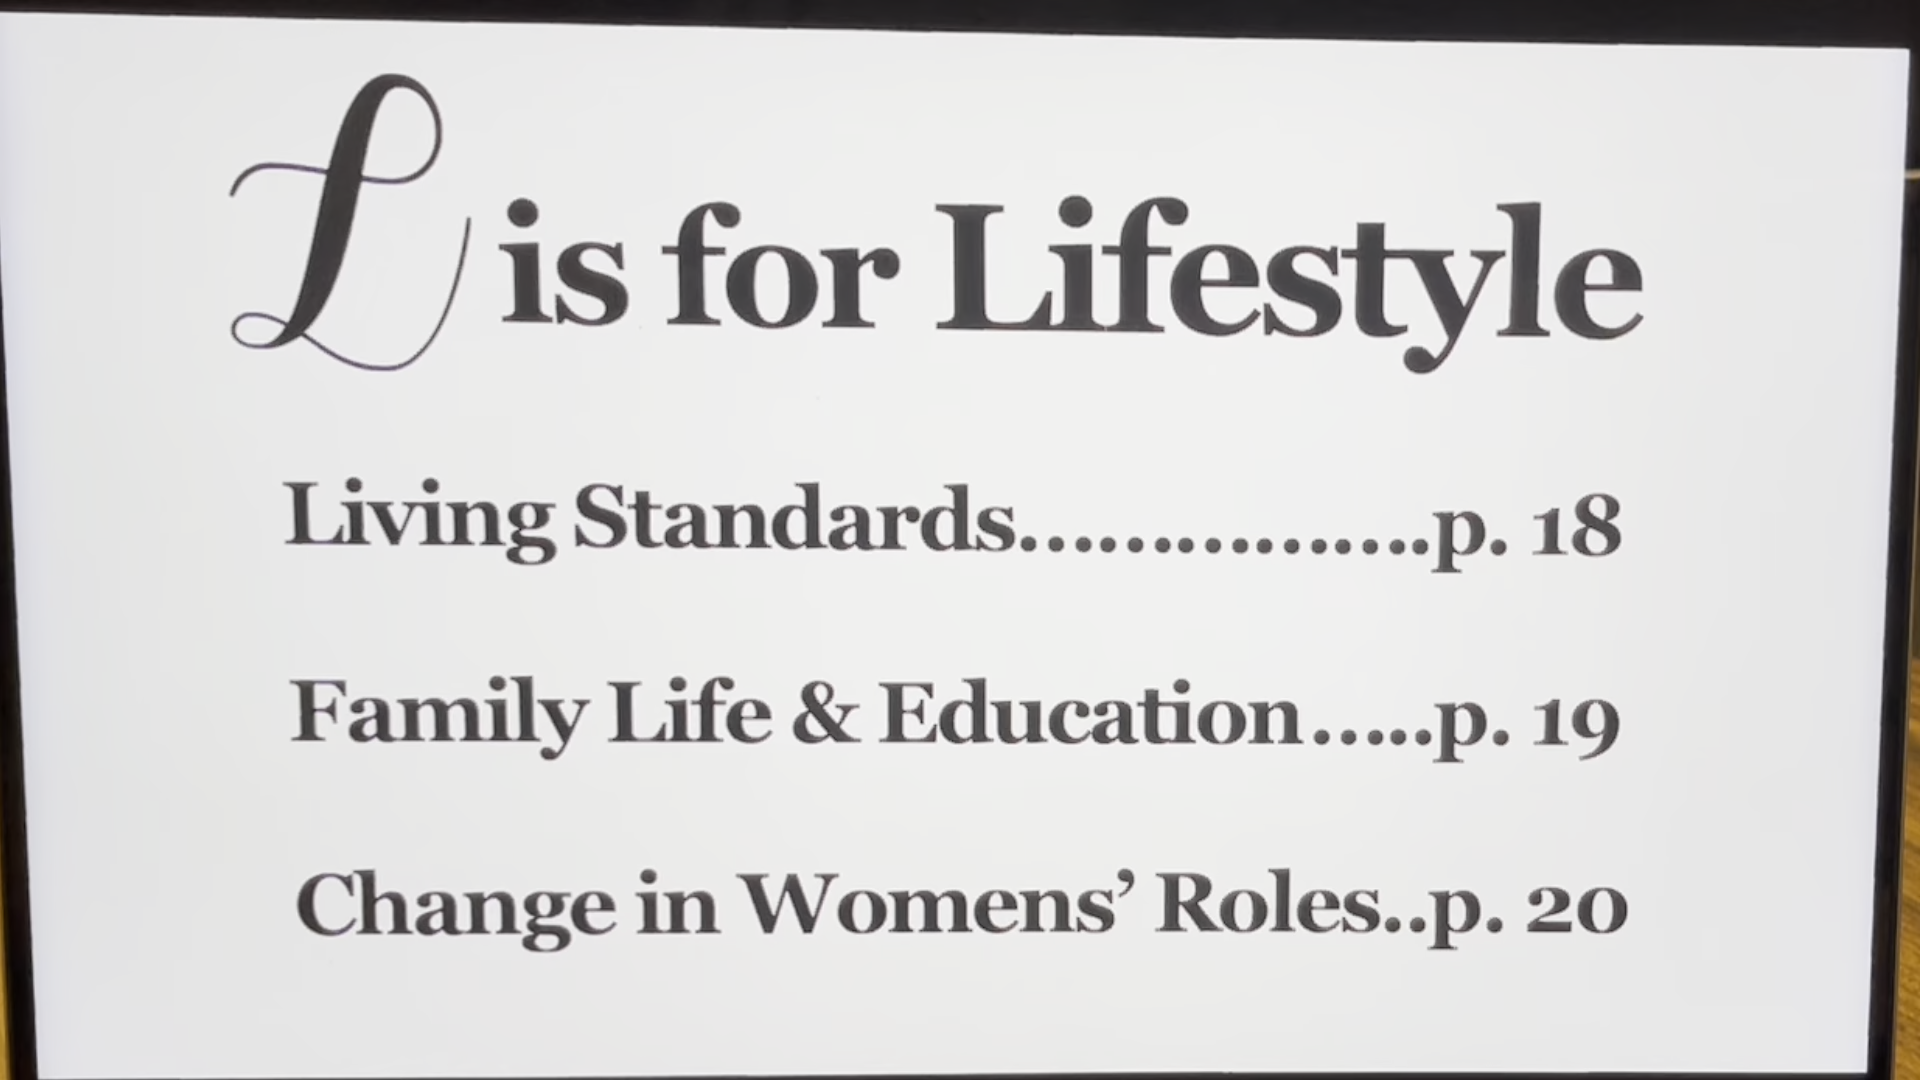 L is for Lifestyle
Living Standards................p. 18
Family Life & Education.....p. 19
Change in Womens’ Roles..p. 20